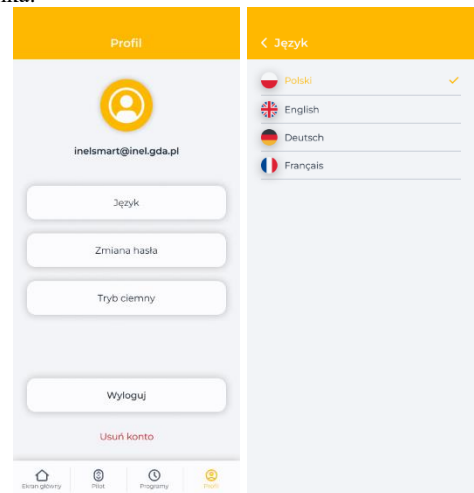 Profil
inelsmart@inel.gda.pl
Język
Zmiana hasła
Tryb ciemny
Wyloguj
Usuń konto
Ekran główny
Pilot
Programy
Profil
Język
Polski
English
Deutsch
Français